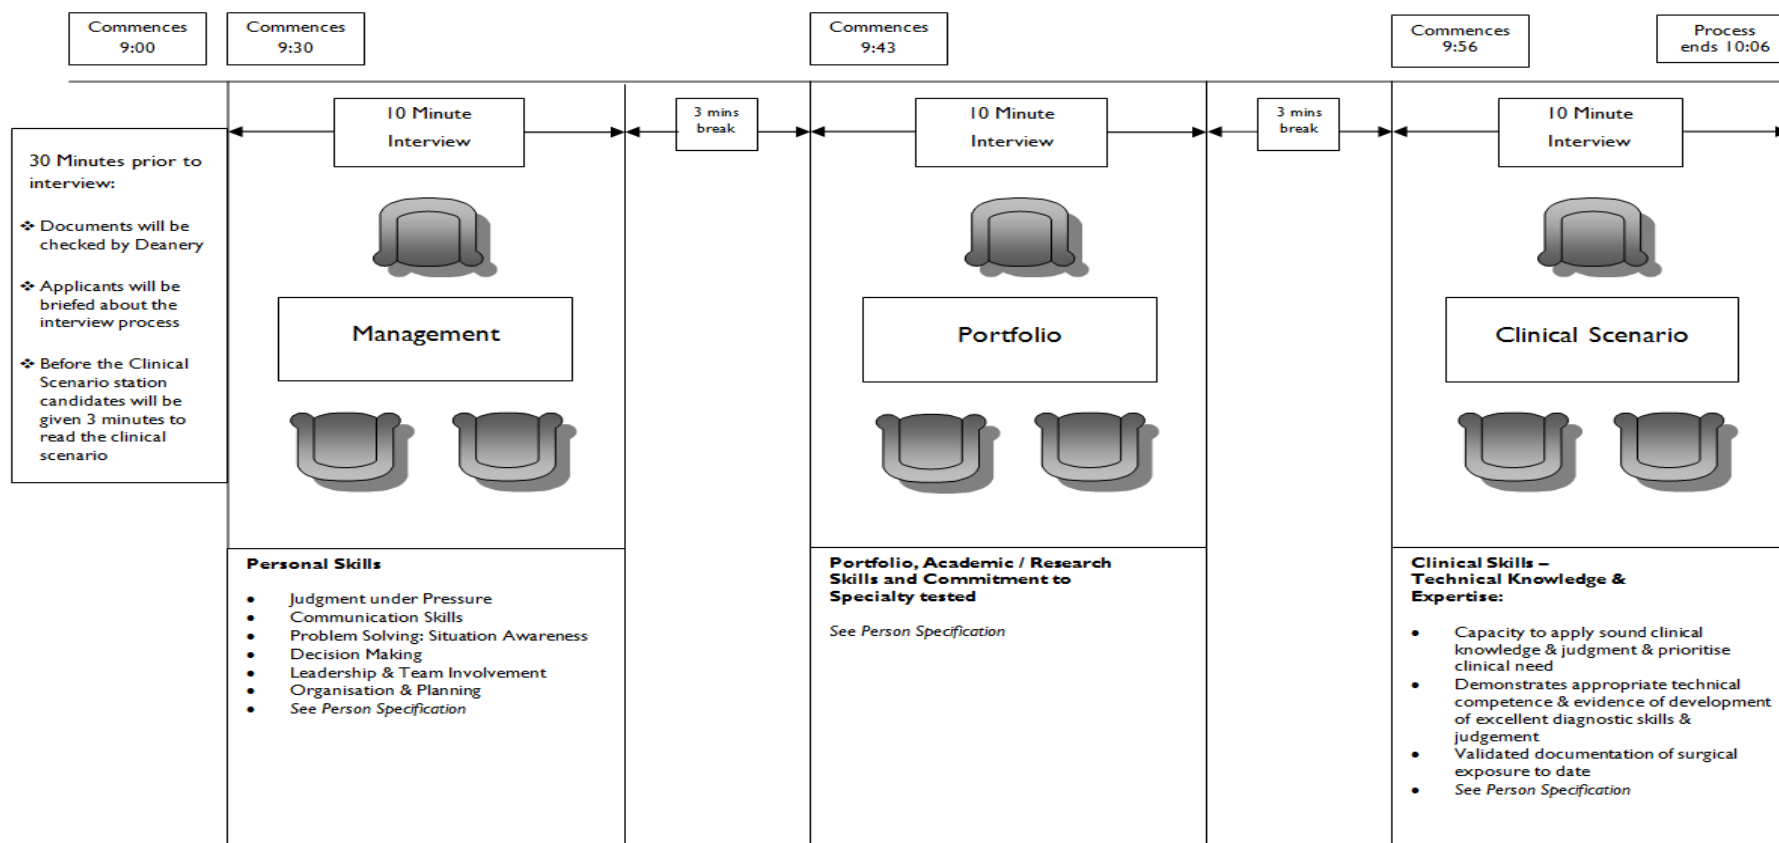 Commences
9:00
Commences
9:30
Commences
9:43
Commences
9:56
Process
ends 10:06
10 Minute
Interview
3 mins
break
10 Minute
Interview
3 mins
break
10 Minute
Interview
30 Minutes prior to
interview:
❖ Documents will be
checked by Deanery
❖ Applicants will be
briefed about the
interview process
❖ Before the Clinical
Scenario station
candidates will be
given 3 minutes to
read the clinical
scenario
Management
Portfolio
Clinical Scenario
Personal Skills
• Judgment under Pressure
• Communication Skills
• Problem Solving: Situation Awareness
• Decision Making
• Leadership & Team Involvement
• Organisation & Planning
• See Person Specification
Portfolio, Academic / Research
Skills and Commitment to
Specialty tested
See Person Specification
Clinical Skills –
Technical Knowledge &
Expertise:
• Capacity to apply sound clinical
knowledge & judgment & prioritise
clinical need
• Demonstrates appropriate technical
competence & evidence of development
of excellent diagnostic skills &
judgement
• Validated documentation of surgical
exposure to date
• See Person Specification